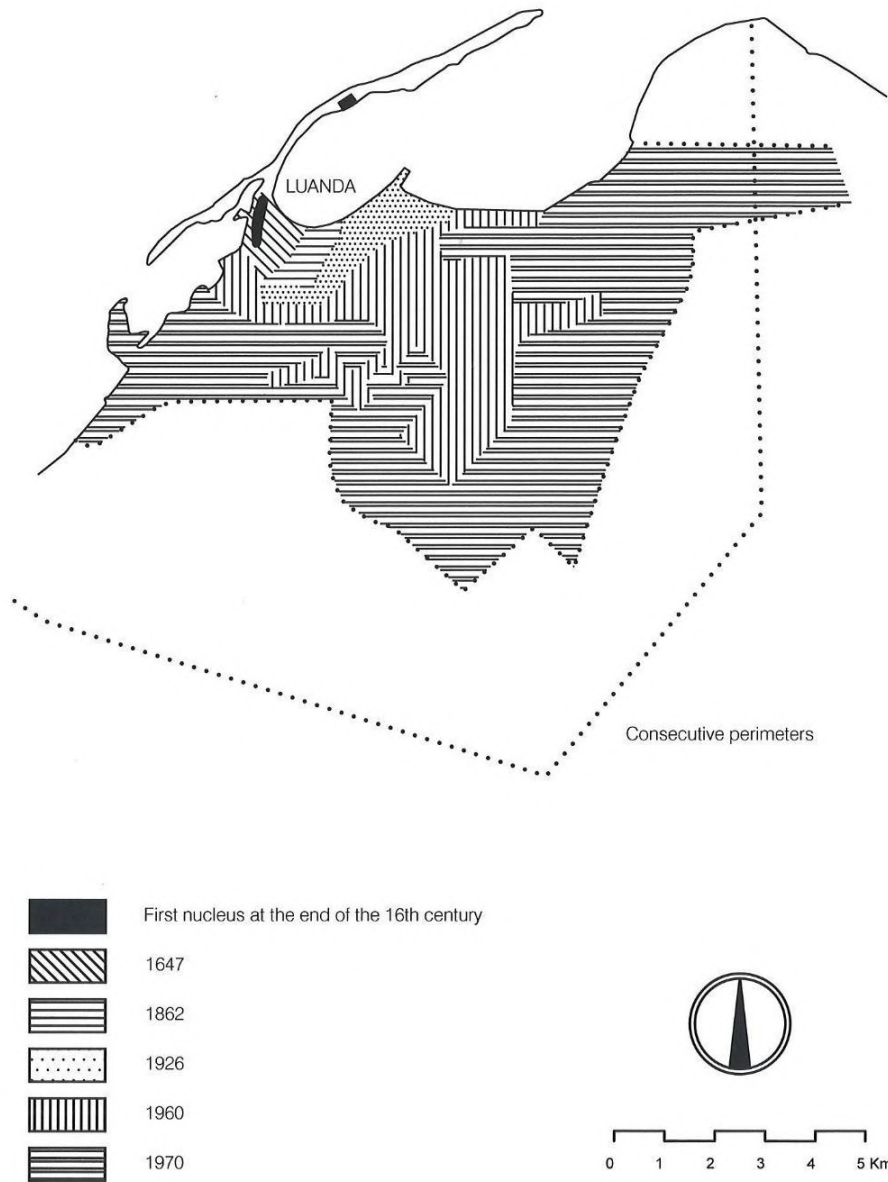 LUANDA
Consecutive perimeters
First nucleus at the end of the 16th century
1647
1862
1926
1960
1970
0 1 2 3 4 5 Km